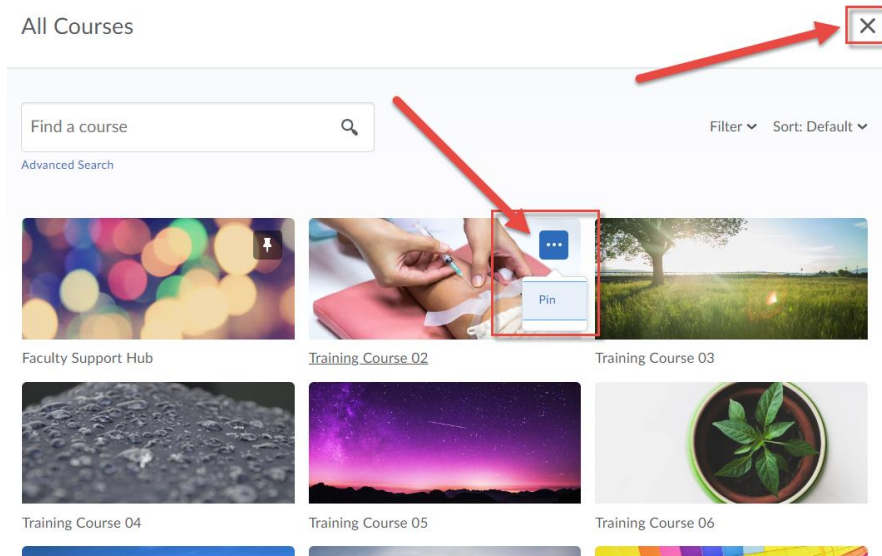 All Courses
Find a course
Filter Sort: Default
Advanced Search
Pin
Faculty Support Hub
Training Course 02
Training Course 03
Training Course 04
Training Course 05
Training Course 06